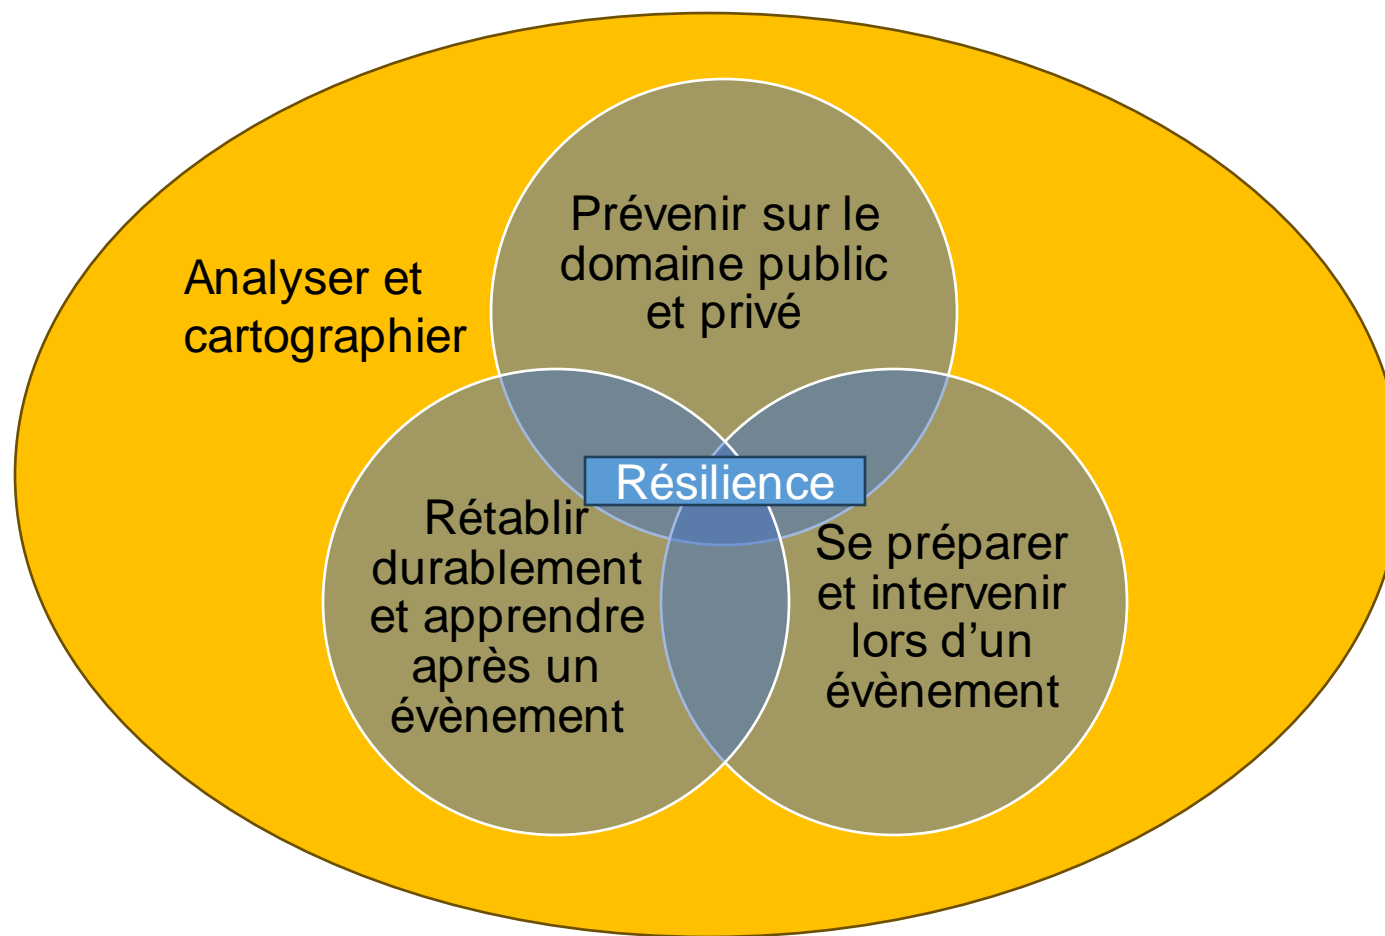 Prévenir sur le
domaine public
et privé
Analyser et
cartographier
Résilience
Rétablir
durablement
et apprendre
après un
évènement
Se préparer
et intervenir
lors d’un
évènement